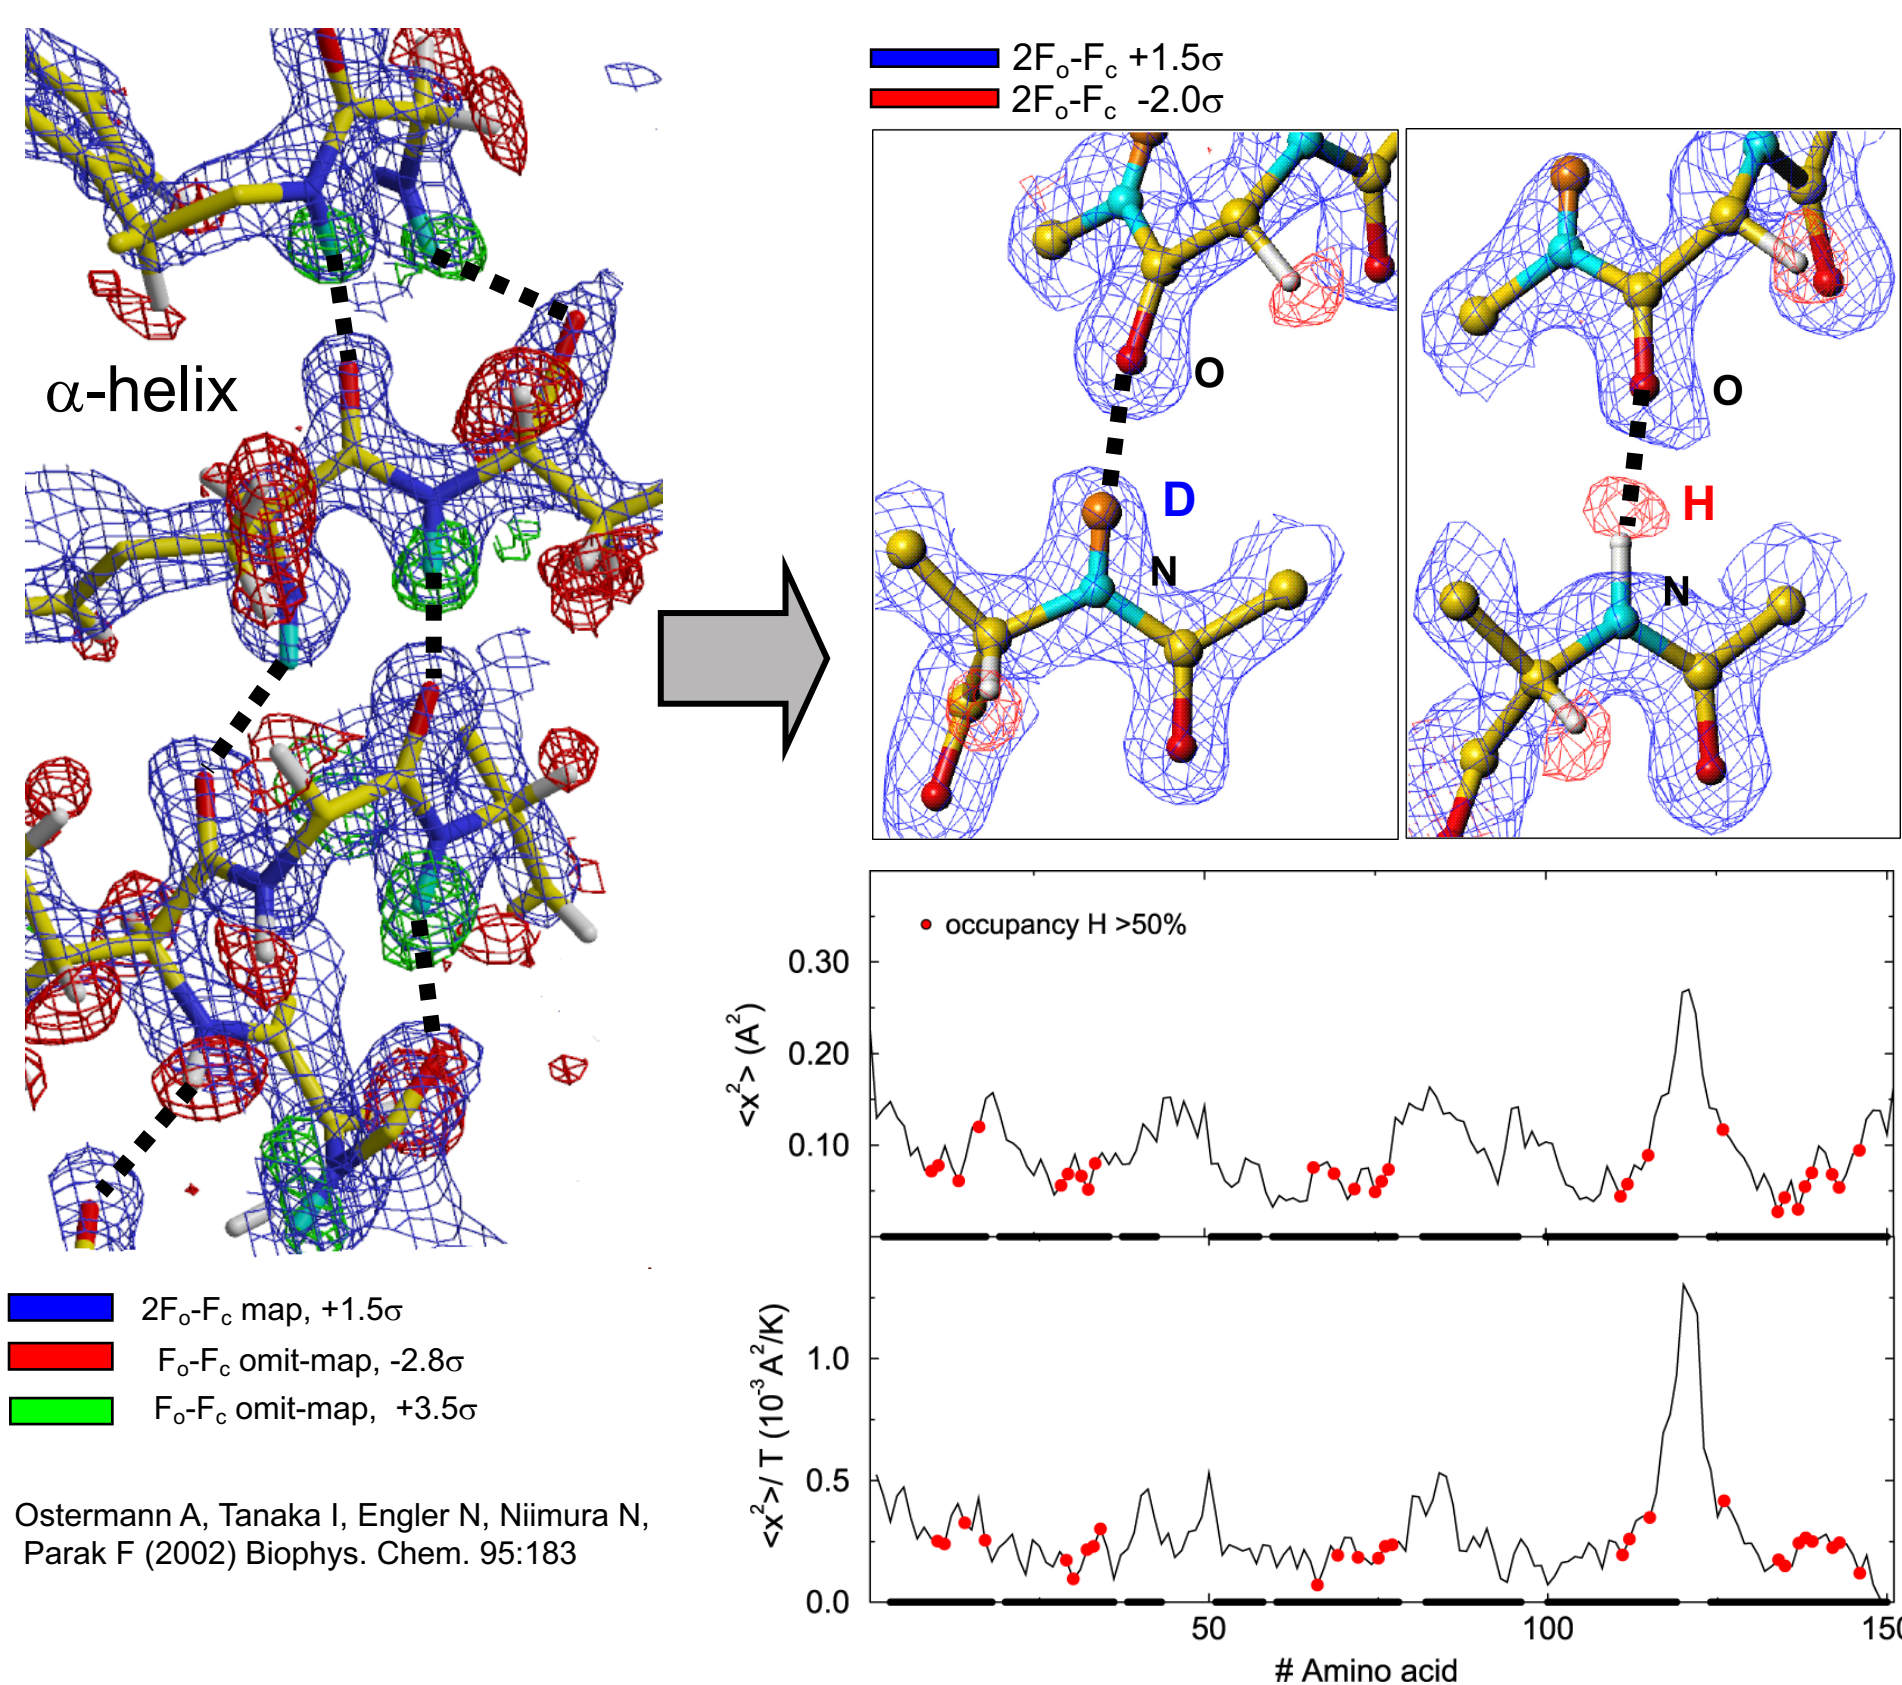 2Fo-Fc +1.5σ
2Fo-Fc -2.0σ
α-helix
O
D
N
O
H
N
2Fo-Fc map, +1.5σ
Fo-Fc omit-map, -2.8σ
Fo-Fc omit-map, +3.5σ
Ostermann A, Tanaka I, Engler N, Niimura N,
Parak F (2002) Biophys. Chem. 95:183
occupancy H >50%
<x²> (A²)
0.30
0.20
0.10
<x²>/ T (10⁻³ A²/K)
1.0
0.5
0.0
50 100 150
# Amino acid